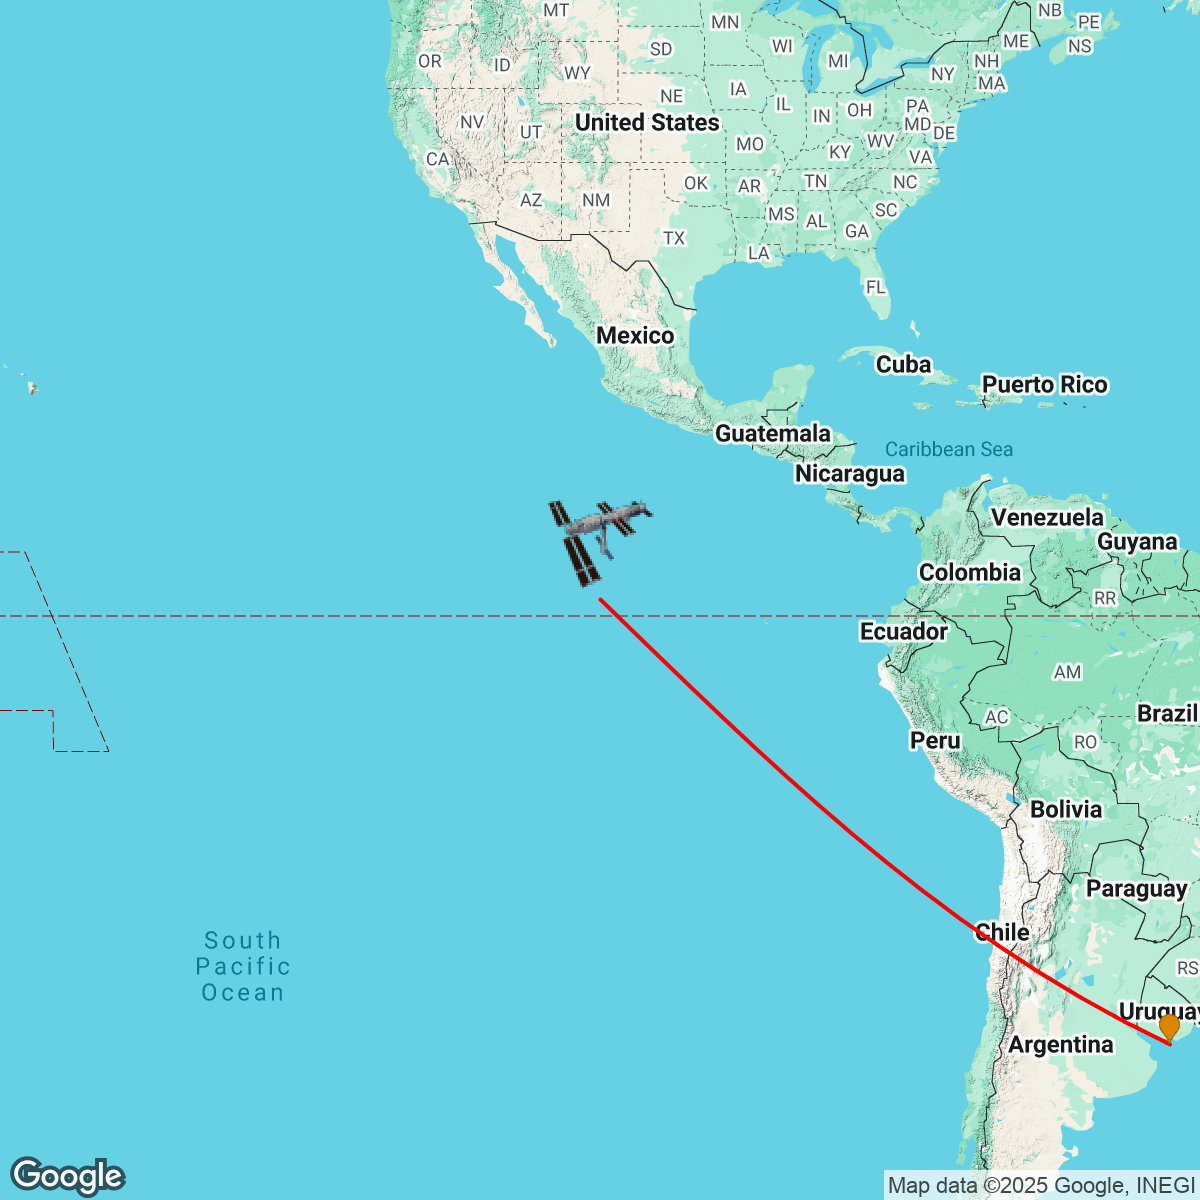 MT
MN
NB
PE
OR
ID
SD
WI
MI
ME
NS
WY
NH
NY
MA
NE
IA
NV
UT
United States
IL
IN
OH
PA
MD
DE
CA
MO
KY
WV
VA
AZ
NM
OK
AR
TN
NC
MS
AL
SC
GA
TX
LA
FL
Mexico
Cuba
Puerto Rico
Guatemala
Caribbean Sea
Nicaragua
Venezuela
Guyana
Colombia
RR
Ecuador
AM
AC
Brazil
Peru
RO
Bolivia
Paraguay
Chile
South
Pacific
Ocean
RS
Uruguay
Argentina
Google
Map data ©2025 Google, INEGI